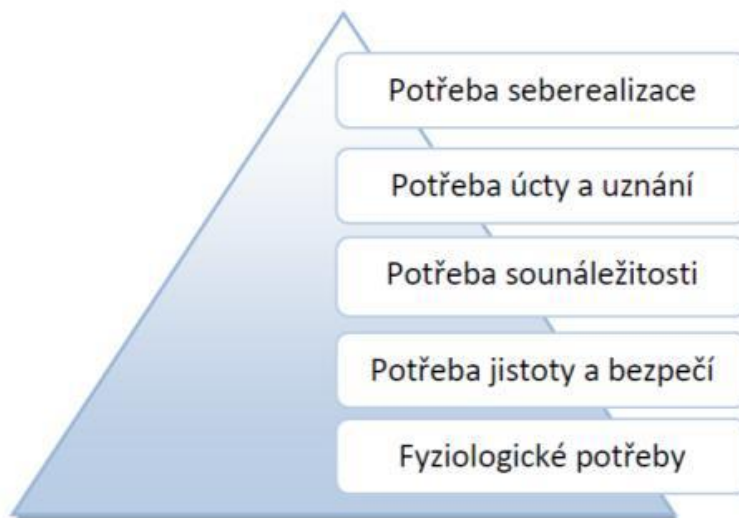 Potřeba seberealizace
Potřeba úcty a uznání
Potřeba sounáležitosti
Potřeba jistoty a bezpečí
Fyziologické potřeby